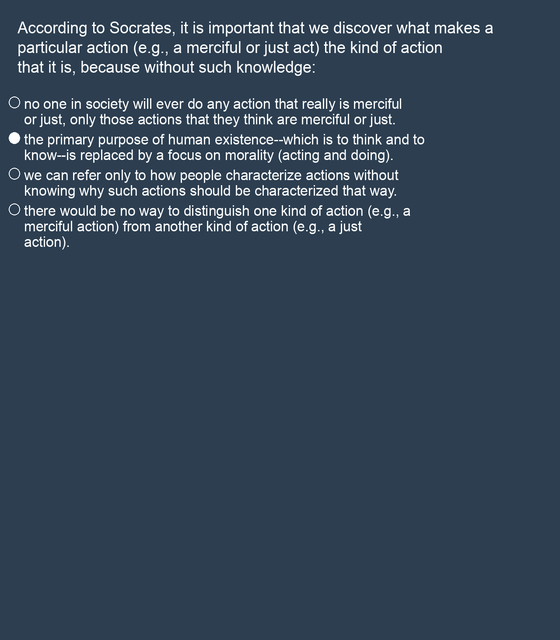 According to Socrates, it is important that we discover what makes a
particular action (e.g., a merciful or just act) the kind of action
that it is, because without such knowledge:
no one in society will ever do any action that really is merciful
or just, only those actions that they think are merciful or just.
the primary purpose of human existence--which is to think and to
know--is replaced by a focus on morality (acting and doing).
we can refer only to how people characterize actions without
knowing why such actions should be characterized that way.
there would be no way to distinguish one kind of action (e.g., a
merciful action) from another kind of action (e.g., a just
action).